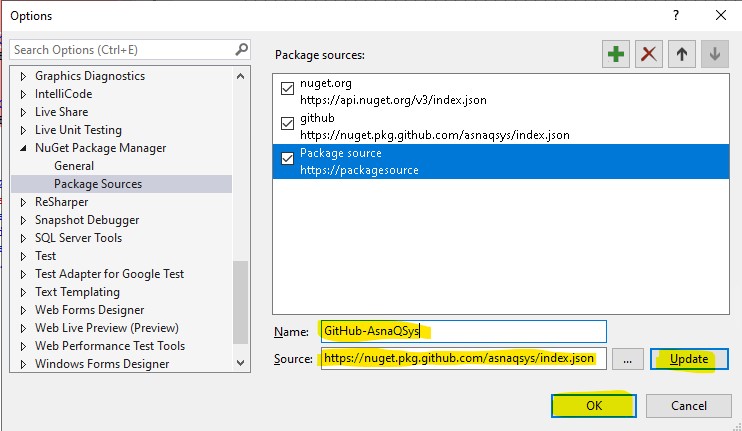 Options
Search Options (Ctrl+E)
Graphics Diagnostics
IntelliCode
Live Share
Live Unit Testing
NuGet Package Manager
General
Package Sources
ReSharper
Snapshot Debugger
SQL Server Tools
Test
Test Adapter for Google Test
Text Templating
Web Forms Designer
Web Live Preview (Preview)
Web Performance Test Tools
Windows Forms Designer
Package sources:
nuget.org
https://api.nuget.org/v3/index.json
github
https://nuget.pkg.github.com/asnaqsys/index.json
Package source
https://packagesource
Name:
GitHub-AsnaQSys
Source:
https://nuget.pkg.github.com/asnaqsys/index.json
...
Update
OK
Cancel